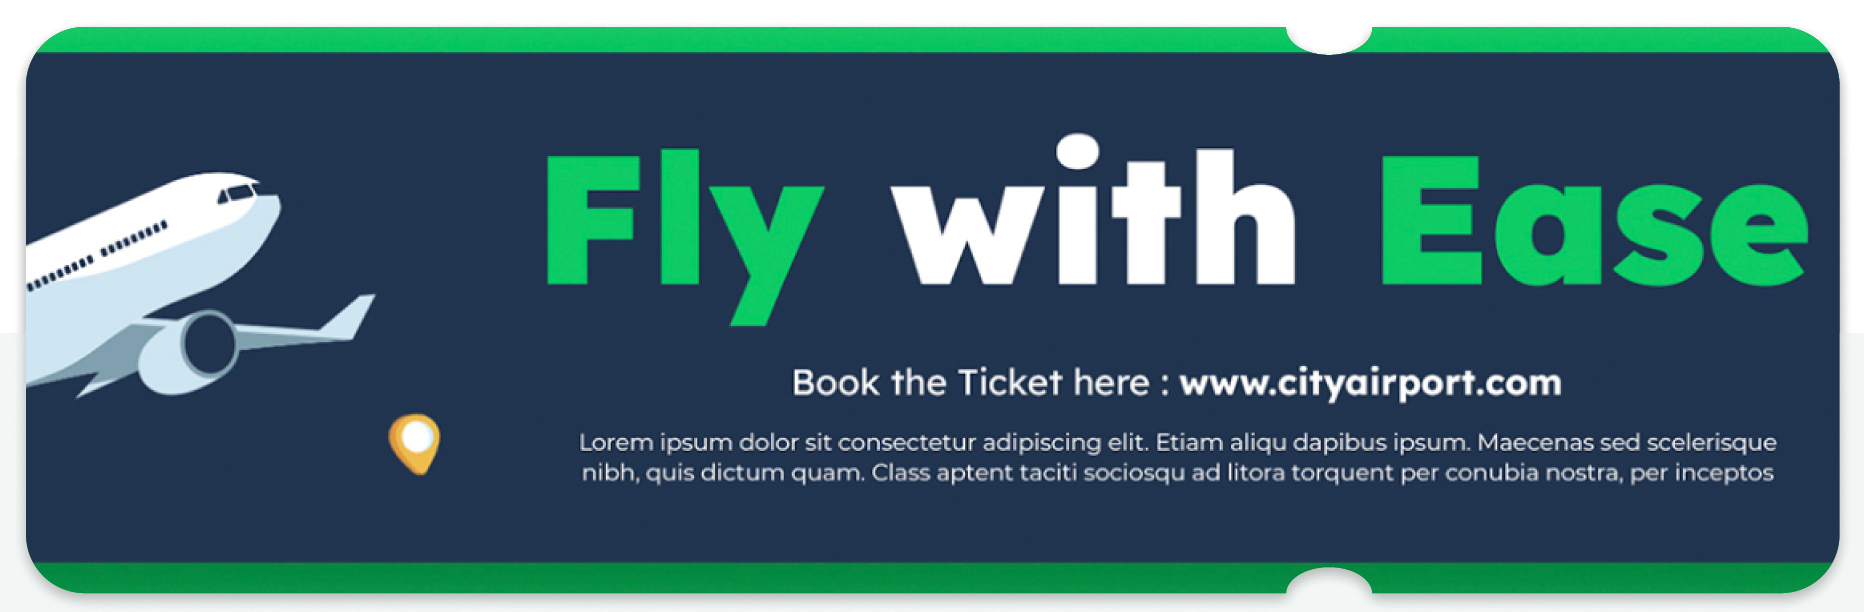 Fly with Ease
Book the Ticket here : www.cityairport.com
Lorem ipsum dolor sit consectetur adipiscing elit. Etiam aliqu dapibus ipsum. Maecenas sed scelerisque
nibh, quis dictum quam. Class aptent taciti sociosqu ad litora torquent per conubia nostra, per inceptos